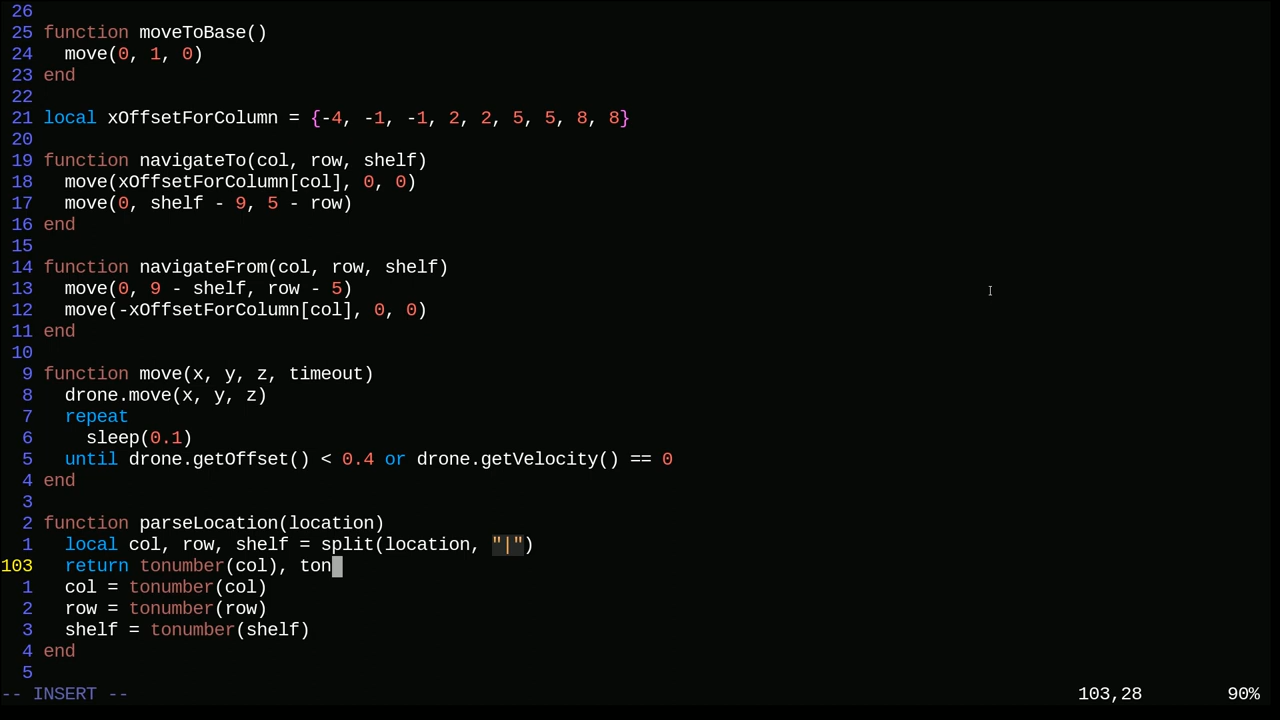 26
25 function moveToBase()
24   move(0, 1, 0)
23 end
22
21 local xOffsetForColumn = {-4, -1, -1, 2, 2, 5, 5, 8, 8}
20
19 function navigateTo(col, row, shelf)
18   move(xOffsetForColumn[col], 0, 0)
17   move(0, shelf - 9, 5 - row)
16 end
15
14 function navigateFrom(col, row, shelf)
13   move(0, 9 - shelf, row - 5)
12   move(-xOffsetForColumn[col], 0, 0)
11 end
10
9 function move(x, y, z, timeout)
8   drone.move(x, y, z)
7   repeat
6     sleep(0.1)
5   until drone.getOffset() < 0.4 or drone.getVelocity() == 0
4 end
3
2 function parseLocation(location)
1   local col, row, shelf = split(location, "|")
103   return tonumber(col), ton
1   col = tonumber(col)
2   row = tonumber(row)
3   shelf = tonumber(shelf)
4 end
5
-- INSERT -- 103,28 90%